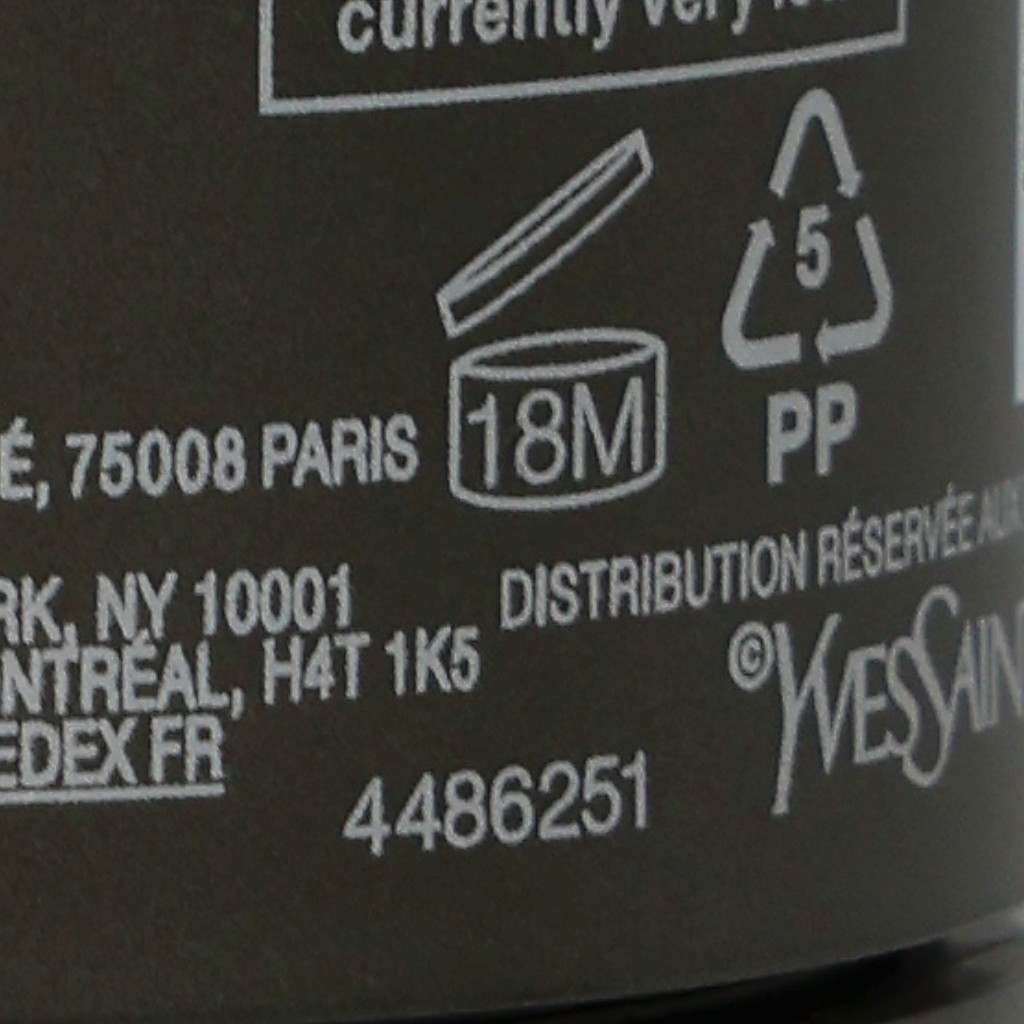 currently very
5
18M
PP
É, 75008 PARIS
DISTRIBUTION RÉSERVÉE AUX
RK, NY 10001
NTRÉAL, H4T 1K5
EDEX FR
© YVESSAIN
4486251